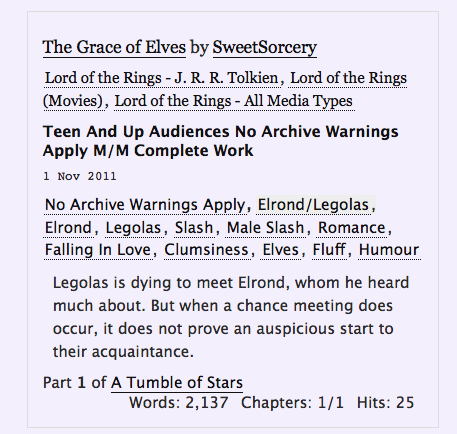 The Grace of Elves by SweetSorcery
Lord of the Rings - J. R. R. Tolkien, Lord of the Rings
(Movies), Lord of the Rings - All Media Types
Teen And Up Audiences No Archive Warnings
Apply M/M Complete Work
1 Nov 2011
No Archive Warnings Apply, Elrond/Legolas,
Elrond, Legolas, Slash, Male Slash, Romance,
Falling In Love, Clumsiness, Elves, Fluff, Humour
Legolas is dying to meet Elrond, whom he heard
much about. But when a chance meeting does
occur, it does not prove an auspicious start to
their acquaintance.
Part 1 of A Tumble of Stars
Words: 2,137 Chapters: 1/1 Hits: 25